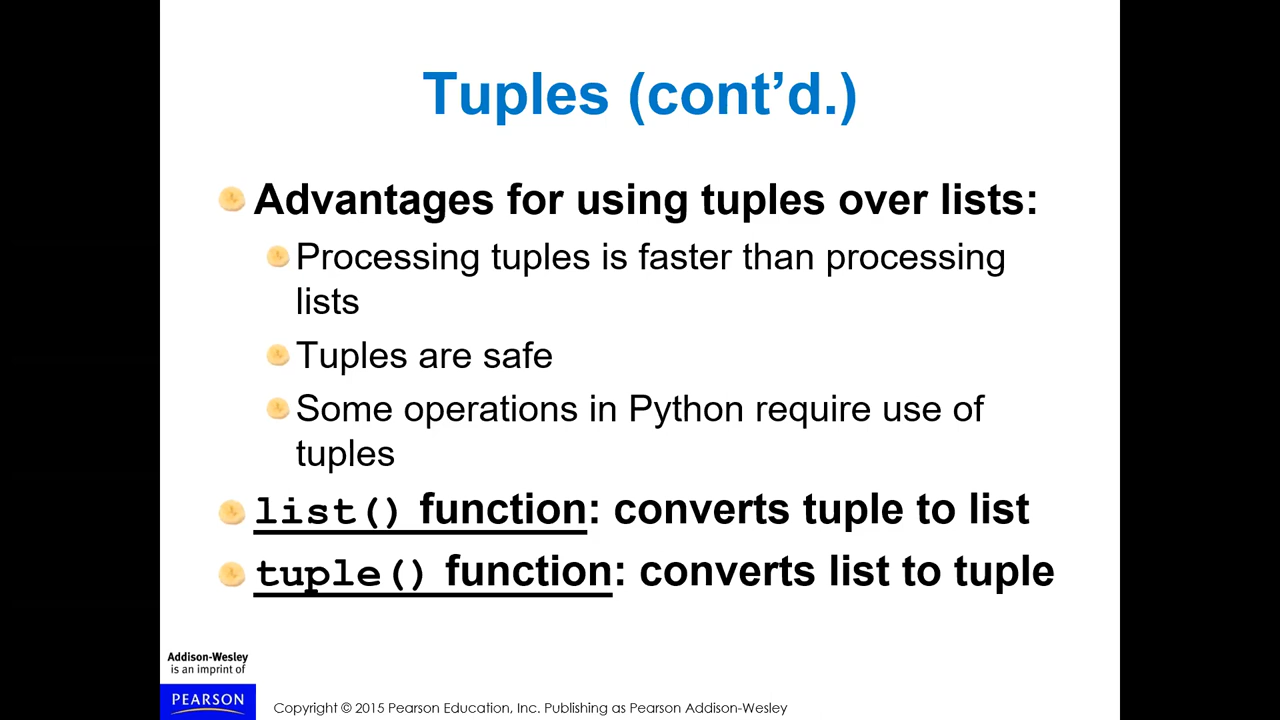 Tuples (cont’d.)
Advantages for using tuples over lists:
Processing tuples is faster than processing
lists
Tuples are safe
Some operations in Python require use of
tuples
list() function: converts tuple to list
tuple() function: converts list to tuple
Addison-Wesley
is an imprint of
PEARSON
Copyright © 2015 Pearson Education, Inc. Publishing as Pearson Addison-Wesley